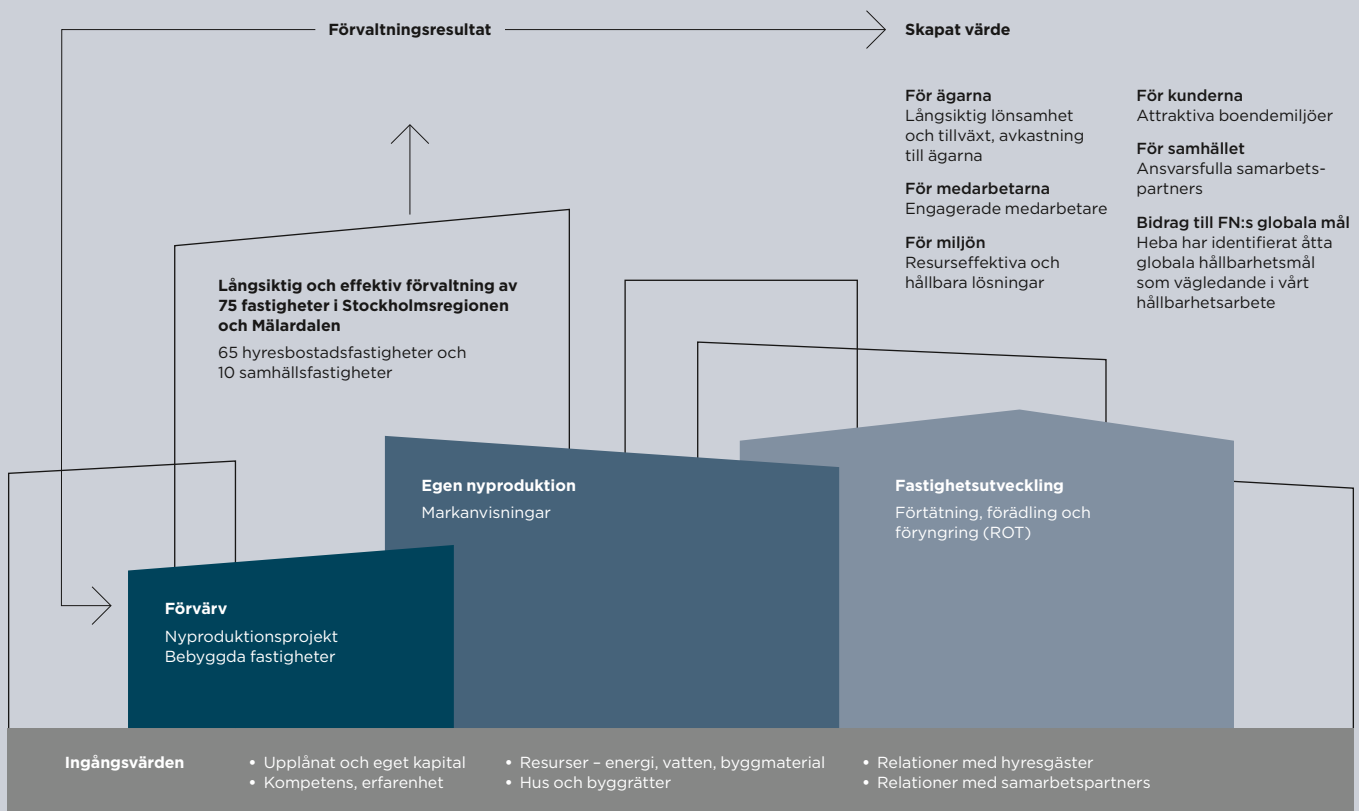 Förvaltningsresultat
Skapat värde
För ägarna
Långsiktig lönsamhet
och tillväxt, avkastning
till ägarna
För medarbetarna
Engagerade medarbetare
För miljön
Resurseffektiva och
hållbara lösningar
För kunderna
Attraktiva boendemiljöer
För samhället
Ansvarsfulla samarbets-
partners
Bidrag till FN:s globala mål
Heba har identifierat åtta
globala hållbarhetsmål
som vägledande i vårt
hållbarhetsarbete
Långsiktig och effektiv förvaltning av
75 fastigheter i Stockholmsregionen
och Mälardalen
65 hyresbostadsfastigheter och
10 samhällsfastigheter
Egen nyproduktion
Markanvisningar
Fastighetsutveckling
Förtätning, förädling och
föryngring (ROT)
Förvärv
Nyproduktionsprojekt
Bebyggda fastigheter
Ingångsvärden
• Upplånat och eget kapital
• Kompetens, erfarenhet
• Resurser – energi, vatten, byggmaterial
• Hus och byggrätter
• Relationer med hyresgäster
• Relationer med samarbetspartners